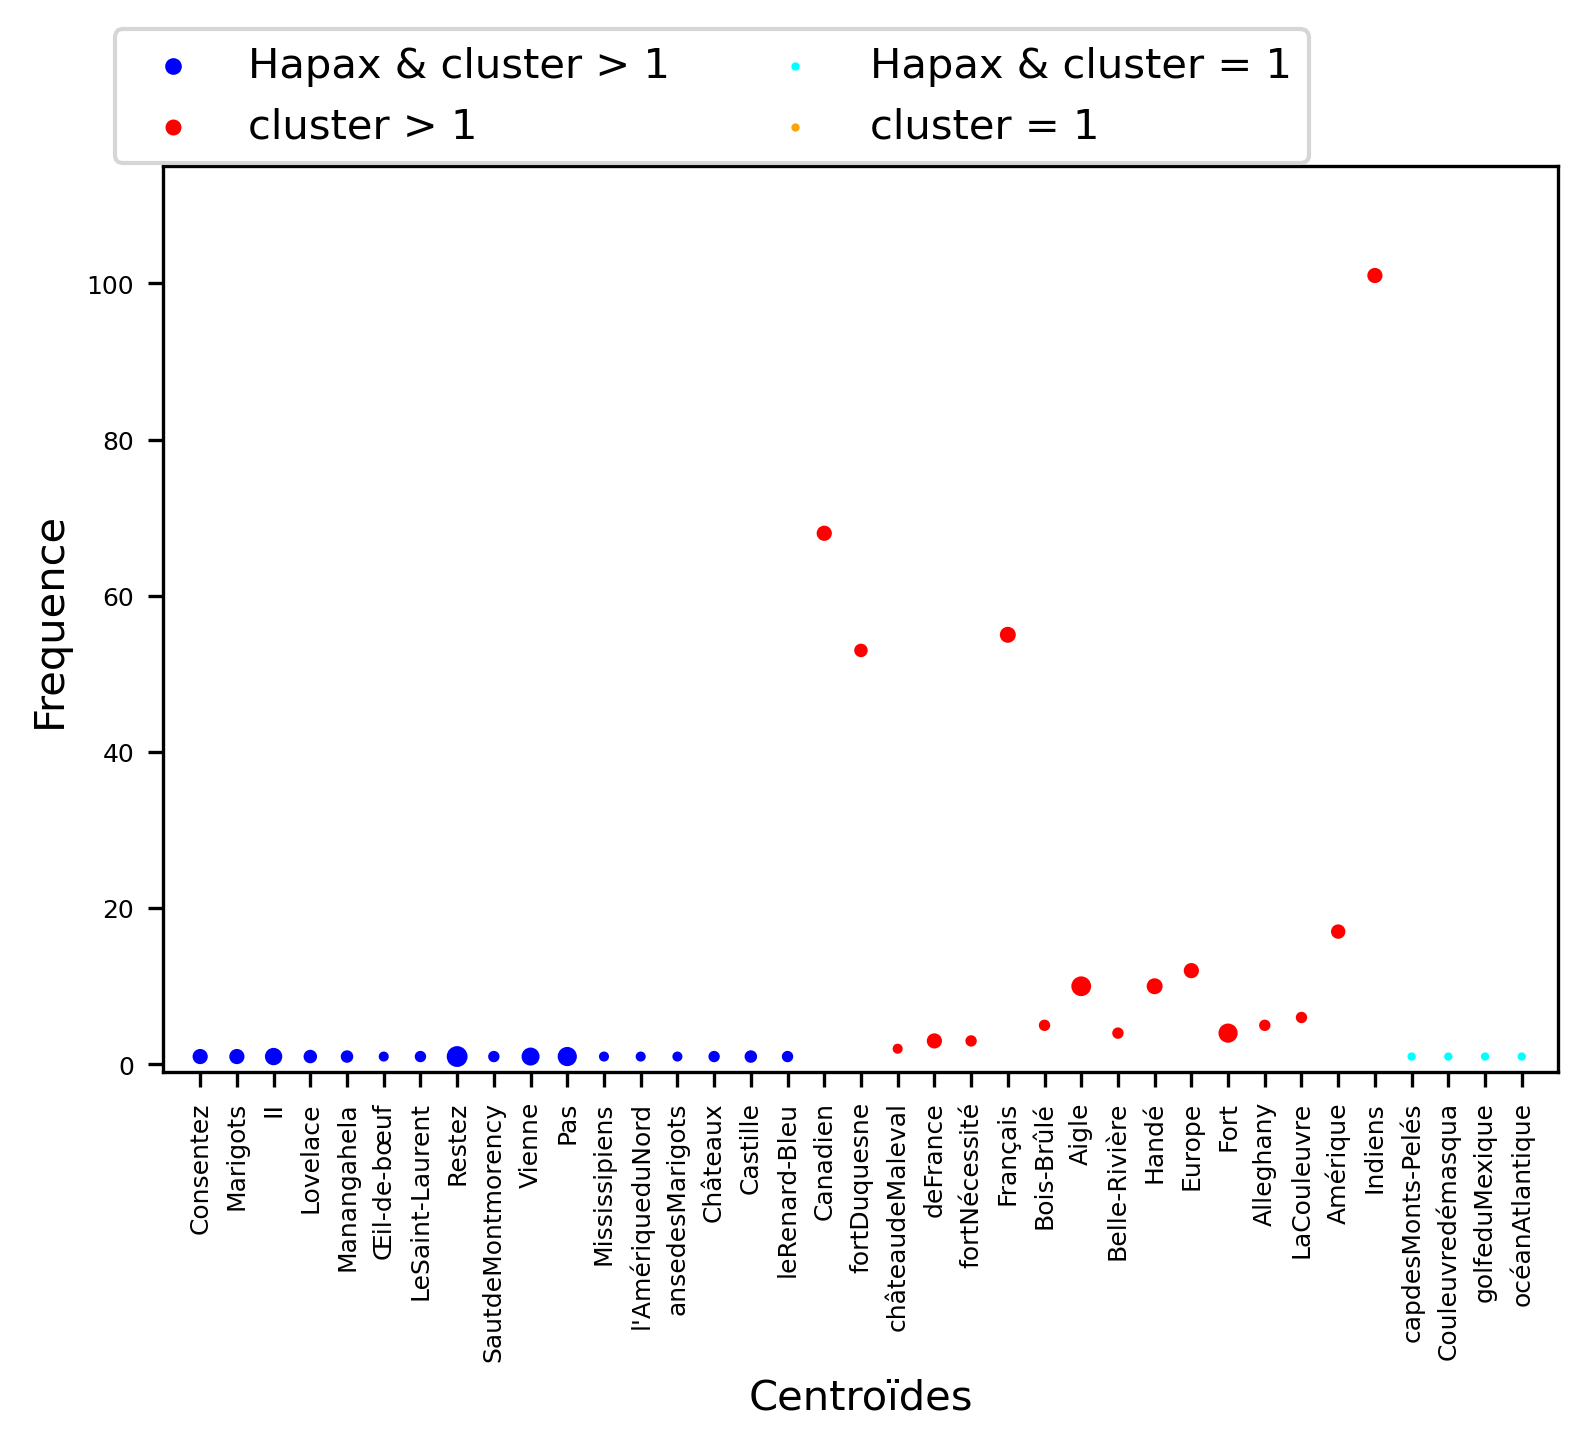 Hapax & cluster > 1
cluster > 1
Hapax & cluster = 1
cluster = 1
Frequence
100
80
60
40
20
0
Consentez
Marigots
Il
Lovelace
Manangahela
Œil-de-bœuf
LeSaint-Laurent
Restez
SautdeMontmorency
Vienne
Pas
Mississipiens
l'AmériqueduNord
ansedesMarigots
Châteaux
Castille
leRenard-Bleu
Canadien
fortDuquesne
châteaudeMaleval
deFrance
fortNécessité
Français
Bois-Brûlé
Aigle
Belle-Rivière
Handé
Europe
Fort
Alleghany
LaCouleuvre
Amérique
Indiens
capdesMonts-Pelés
Couleuvredémasqua
golfeduMexique
océanAtlantique
Centroïdes